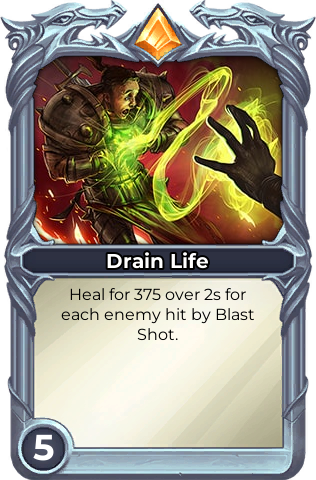 Drain Life
Heal for 375 over 2s for
each enemy hit by Blast
Shot.
5